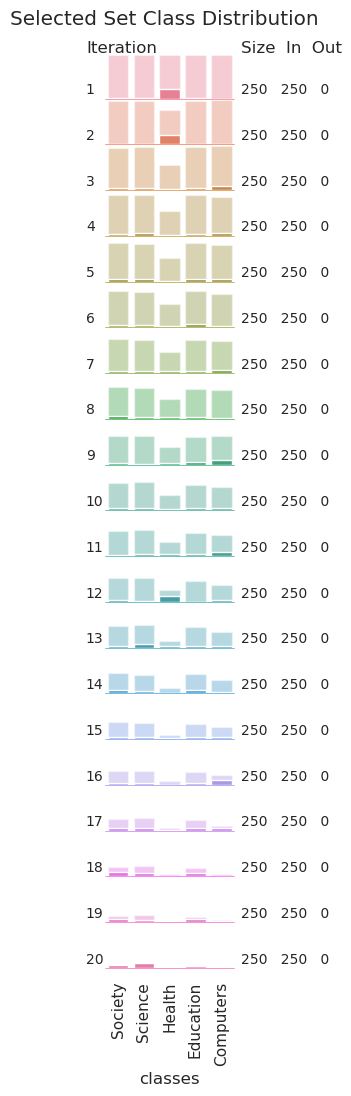 Selected Set Class Distribution
Iteration Size In Out
1 250 250 0
2 250 250 0
3 250 250 0
4 250 250 0
5 250 250 0
6 250 250 0
7 250 250 0
8 250 250 0
9 250 250 0
10 250 250 0
11 250 250 0
12 250 250 0
13 250 250 0
14 250 250 0
15 250 250 0
16 250 250 0
17 250 250 0
18 250 250 0
19 250 250 0
20 250 250 0
Society
Science
Health
Education
Computers
classes